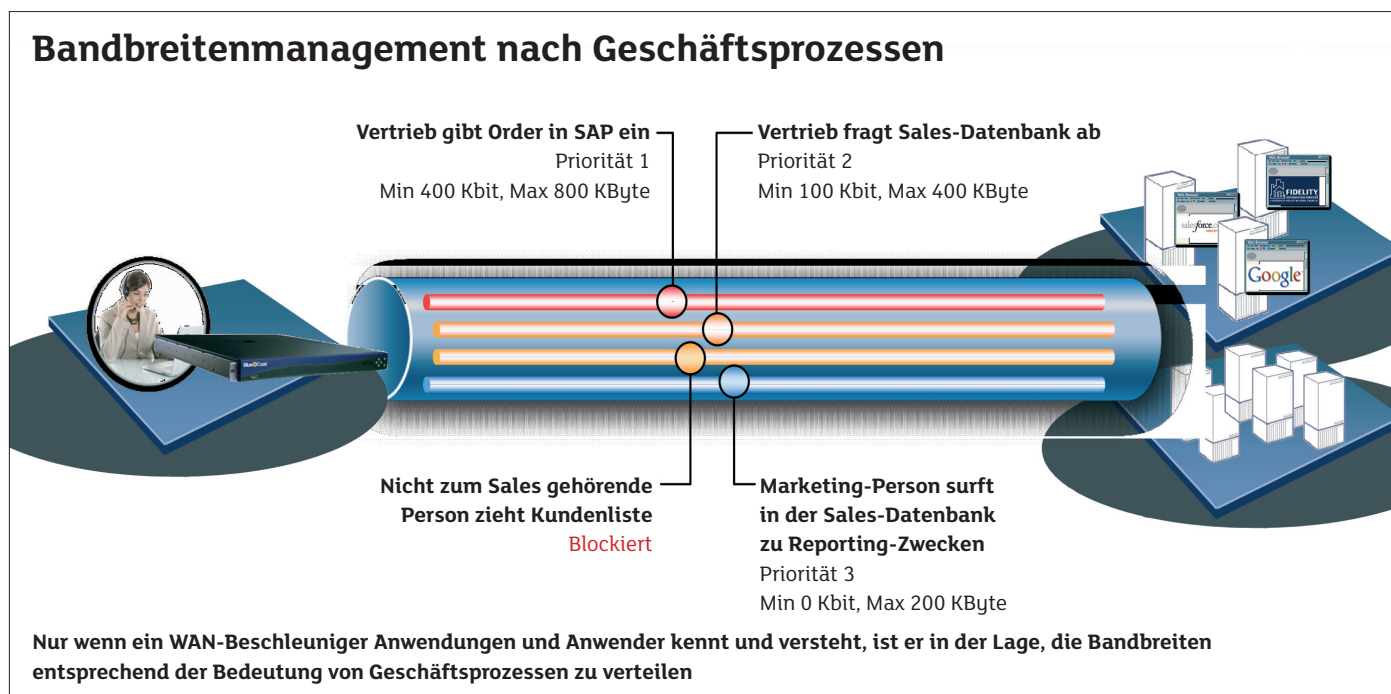 Bandbreitenmanagement nach Geschäftsprozessen
Vertrieb gibt Order in SAP ein
Priorität 1
Min 400 Kbit, Max 800 KByte
Vertrieb fragt Sales-Datenbank ab
Priorität 2
Min 100 Kbit, Max 400 KByte
FIDELITY
salesforce.co
Google
Blue Coat
Nicht zum Sales gehörende
Person zieht Kundenliste
Blockiert
Marketing-Person surft
in der Sales-Datenbank
zu Reporting-Zwecken
Priorität 3
Min 0 Kbit, Max 200 KByte
Nur wenn ein WAN-Beschleuniger Anwendungen und Anwender kennt und versteht, ist er in der Lage, die Bandbreiten
entsprechend der Bedeutung von Geschäftsprozessen zu verteilen